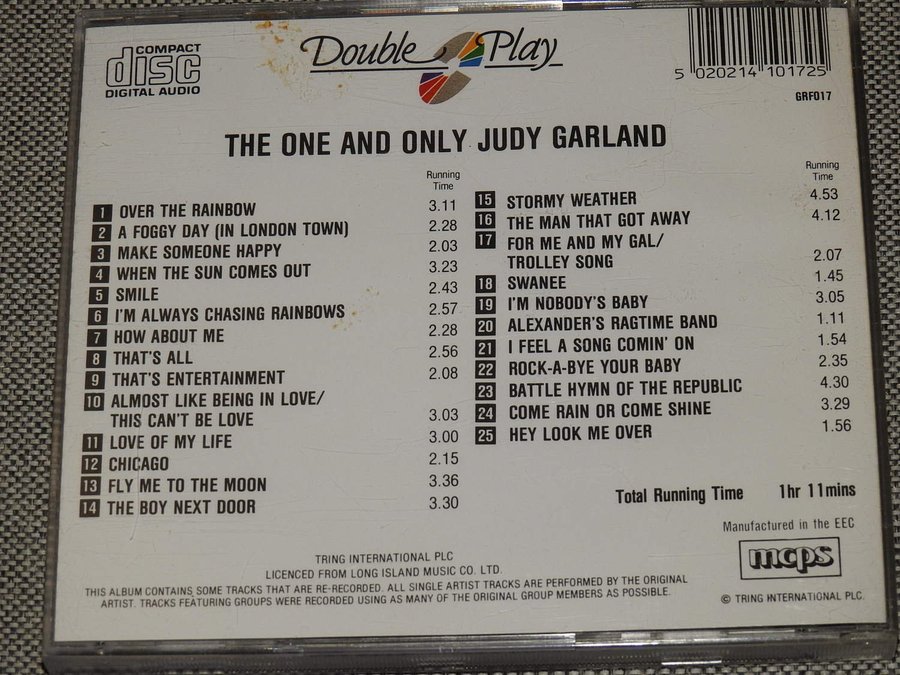 COMPACT
disc
DIGITAL AUDIO
Double Play
5 020214 101725
GRF017
THE ONE AND ONLY JUDY GARLAND
Running
Time
1 OVER THE RAINBOW 3.11
2 A FOGGY DAY (IN LONDON TOWN) 2.28
3 MAKE SOMEONE HAPPY 2.03
4 WHEN THE SUN COMES OUT 3.23
5 SMILE 2.43
6 I'M ALWAYS CHASING RAINBOWS 2.57
7 HOW ABOUT ME 2.28
8 THAT'S ALL 2.56
9 THAT'S ENTERTAINMENT 2.08
10 ALMOST LIKE BEING IN LOVE/
THIS CAN'T BE LOVE 3.03
11 LOVE OF MY LIFE 3.00
12 CHICAGO 2.15
13 FLY ME TO THE MOON 3.36
14 THE BOY NEXT DOOR 3.30
Running
Time
15 STORMY WEATHER 4.53
16 THE MAN THAT GOT AWAY 4.12
17 FOR ME AND MY GAL/
TROLLEY SONG 2.07
18 SWANEE 1.45
19 I'M NOBODY'S BABY 3.05
20 ALEXANDER'S RAGTIME BAND 1.11
21 I FEEL A SONG COMIN' ON 1.54
22 ROCK-A-BYE YOUR BABY 2.35
23 BATTLE HYMN OF THE REPUBLIC 4.30
24 COME RAIN OR COME SHINE 3.29
25 HEY LOOK ME OVER 1.56
Total Running Time 1hr 11mins
Manufactured in the EEC
mcps
TRING INTERNATIONAL PLC
LICENCED FROM LONG ISLAND MUSIC CO. LTD.
THIS ALBUM CONTAINS SOME TRACKS THAT ARE RE-RECORDED. ALL SINGLE ARTIST TRACKS ARE PERFORMED BY THE ORIGINAL
ARTIST. TRACKS FEATURING GROUPS WERE RECORDED USING AS MANY OF THE ORIGINAL GROUP MEMBERS AS POSSIBLE.
© TRING INTERNATIONAL PLC.